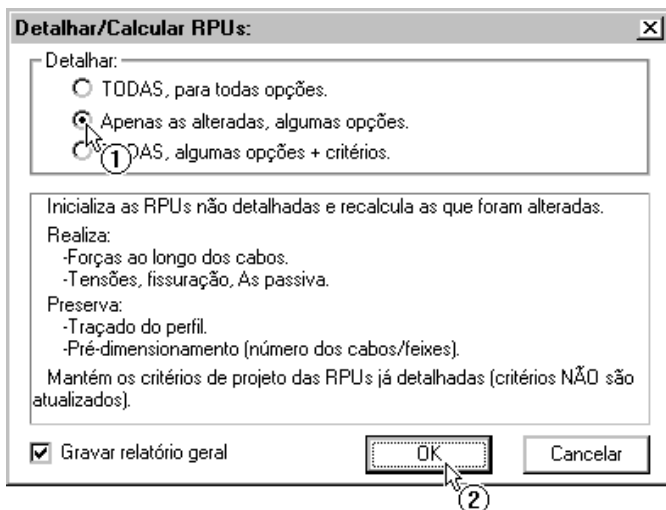 Detalhar/Calcular RPUs:
Detalhar:
TODAS, para todas opções.
Apenas as alteradas, algumas opções.
1
DAS, algumas opções + critérios.
Inicializa as RPUs não detalhadas e recalcula as que foram alteradas.
Realiza:
-Forças ao longo dos cabos.
-Tensões, fissuração, As passiva.
Preserva:
-Traçado do perfil.
-Pré-dimensionamento (número dos cabos/feixes).
Mantém os critérios de projeto das RPUs já detalhadas (critérios NÃO são
atualizados).
Gravar relatório geral
OK
Cancelar
2